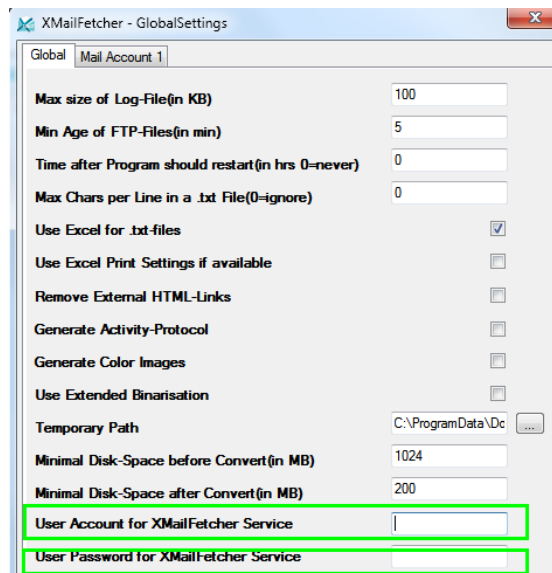 XMailFetcher - GlobalSettings
Global Mail Account 1
Max size of Log-File(in KB) 100
Min Age of FTP-Files(in min) 5
Time after Program should restart(in hrs 0=never) 0
Max Chars per Line in a .txt File(0=ignore) 0
Use Excel for .txt-files
Use Excel Print Settings if available
Remove External HTML-Links
Generate Activity-Protocol
Generate Color Images
Use Extended Binarisation
Temporary Path C:\ProgramData\Dc ...
Minimal Disk-Space before Convert(in MB) 1024
Minimal Disk-Space after Convert(in MB) 200
User Account for XMailFetcher Service
User Password for XMailFetcher Service